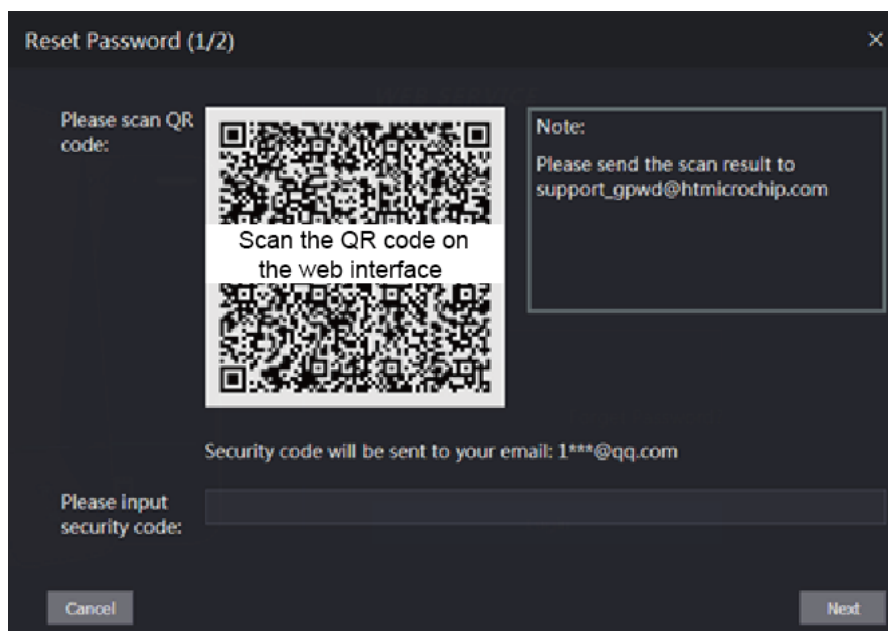 Reset Password (1/2)
Please scan QR
code:
Scan the QR code on
the web interface
Note:
Please send the scan result to
support_gpwd@htmicrochip.com
Security code will be sent to your email: 1***@qq.com
Please input
security code:
Cancel
Next